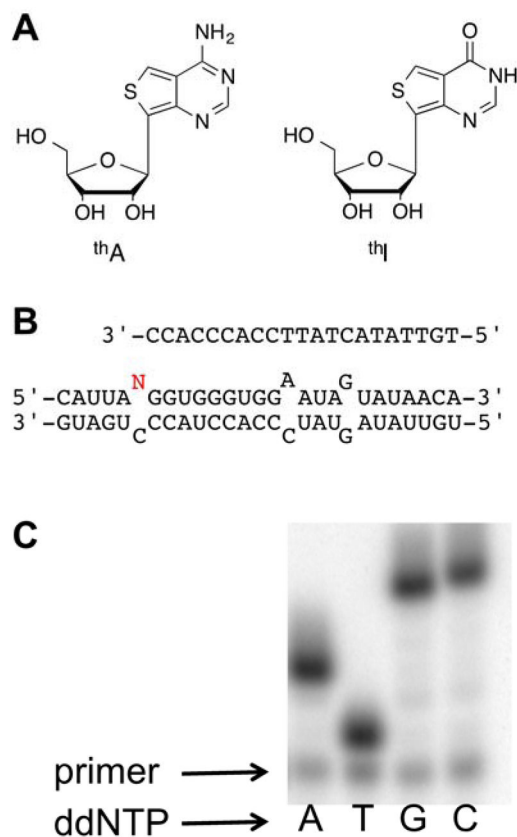 A
NH₂
N
S
N
HO
O
OH OH
ᵗʰA
O
NH
S
N
HO
O
OH OH
ᵗʰI
B
3'-CCACCCACCTTATCATATTGT-5'
N A G
5'-CAUUA GGUGGGUGG AUA UAUAACA-3'
3'-GUAGU CCAUCCACC UAU AUAUUGU-5'
C C G
C
primer
ddNTP A T G C